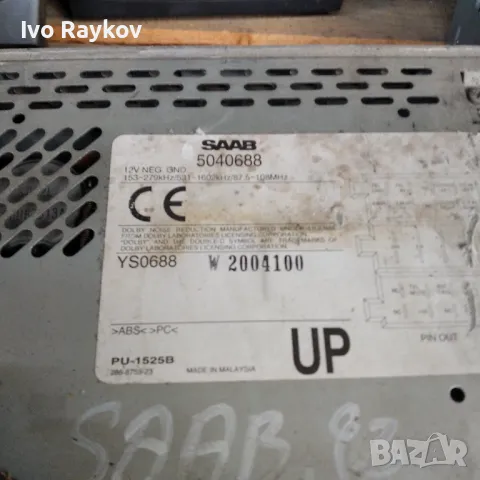 Ivo Raykov
SAAB
5040688
12V NEG. GND
153-279kHz/531-1602kHz/87.5-108MHz
CE
DOLBY NOISE REDUCTION MANUFACTURED UNDER LICENSE
FROM DOLBY LABORATORIES LICENSING CORPORATION.
"DOLBY" AND THE DOUBLE-D SYMBOL ARE TRADEMARKS OF
DOLBY LABORATORIES LICENSING CORPORATION.
YS0688 W 2004100
>ABS< >PC<
PIN OUT
PU-1525B
MADE IN MALAYSIA
UP
SAAB 93
bazar